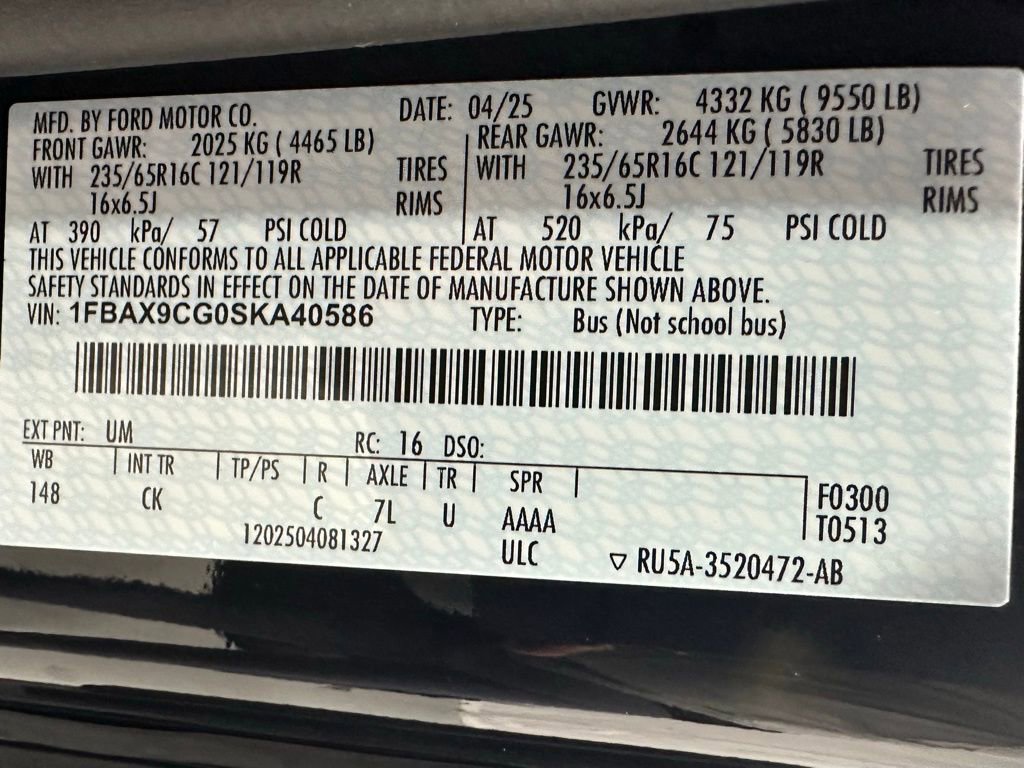 MFD. BY FORD MOTOR CO. DATE: 04/25 GVWR: 4332 KG ( 9550 LB)
FRONT GAWR: 2025 KG ( 4465 LB) REAR GAWR: 2644 KG ( 5830 LB)
WITH 235/65R16C 121/119R TIRES WITH 235/65R16C 121/119R TIRES
16x6.5J RIMS 16x6.5J RIMS
AT 390 kPa/ 57 PSI COLD AT 520 kPa/ 75 PSI COLD
THIS VEHICLE CONFORMS TO ALL APPLICABLE FEDERAL MOTOR VEHICLE
SAFETY STANDARDS IN EFFECT ON THE DATE OF MANUFACTURE SHOWN ABOVE.
VIN: 1FBAX9CG0SKA40586 TYPE: Bus (Not school bus)
EXT PNT: UM RC: 16 DSO:
WB INT TR TP/PS R AXLE TR SPR
148 CK C 7L U AAAA F0300
T0513
1202504081327 ULC ▽ RU5A-3520472-AB